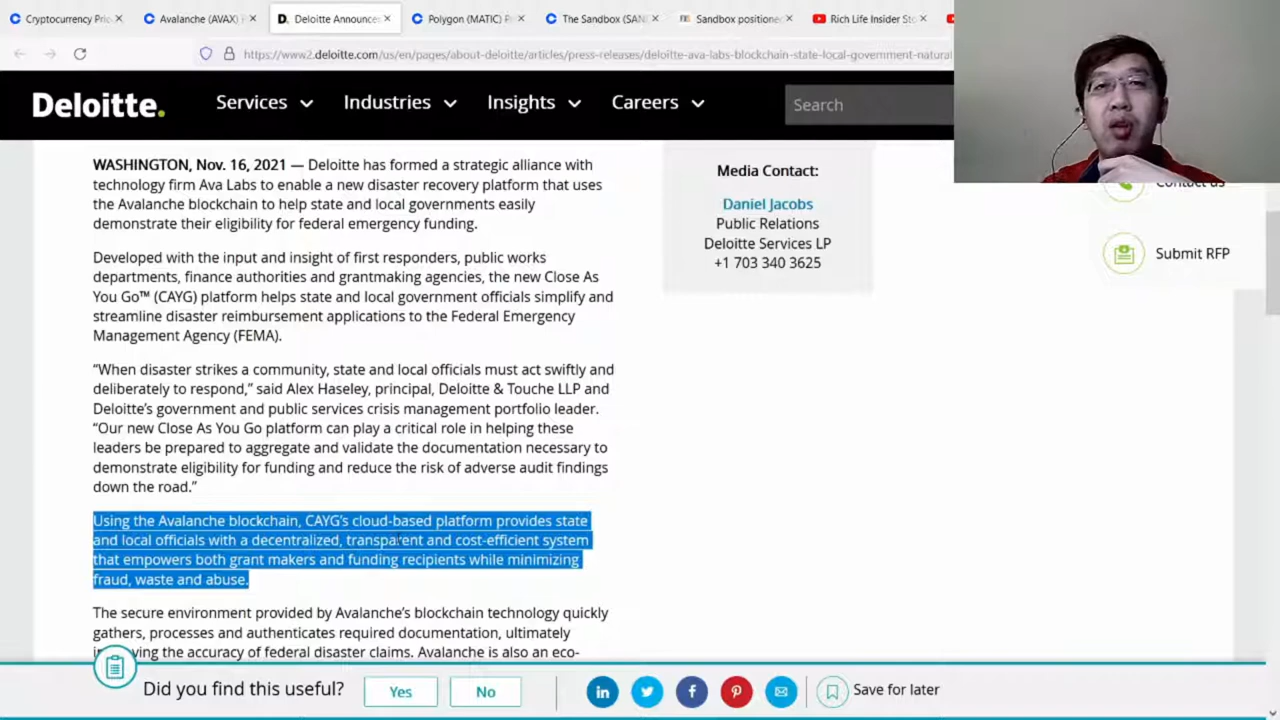 Cryptocurrency Pric
Avalanche (AVAX)
Deloitte Announces
Polygon (MATIC) P
The Sandbox (SAN
Sandbox positione
Rich Life Insider St
https://www2.deloitte.com/us/en/pages/about-deloitte/articles/press-releases/deloitte-ava-labs-blockchain-state-local-government-natural
Deloitte.
Services
Industries
Insights
Careers
Search
WASHINGTON, Nov. 16, 2021 — Deloitte has formed a strategic alliance with
technology firm Ava Labs to enable a new disaster recovery platform that uses
the Avalanche blockchain to help state and local governments easily
demonstrate their eligibility for federal emergency funding.
Developed with the input and insight of first responders, public works
departments, finance authorities and grantmaking agencies, the new Close As
You Go™ (CAYG) platform helps state and local government officials simplify and
streamline disaster reimbursement applications to the Federal Emergency
Management Agency (FEMA).
“When disaster strikes a community, state and local officials must act swiftly and
deliberately to respond,” said Alex Haseley, principal, Deloitte & Touche LLP and
Deloitte’s government and public services crisis management portfolio leader.
“Our new Close As You Go platform can play a critical role in helping these
leaders be prepared to aggregate and validate the documentation necessary to
demonstrate eligibility for funding and reduce the risk of adverse audit findings
down the road.”
Using the Avalanche blockchain, CAYG’s cloud-based platform provides state
and local officials with a decentralized, transparent and cost-efficient system
that empowers both grant makers and funding recipients while minimizing
fraud, waste and abuse.
The secure environment provided by Avalanche’s blockchain technology quickly
gathers, processes and authenticates required documentation, ultimately
the accuracy of federal disaster claims. Avalanche is also an eco-
Media Contact:
Daniel Jacobs
Public Relations
Deloitte Services LP
+1 703 340 3625
Contact us
Submit RFP
Did you find this useful?
Yes
No
Save for later